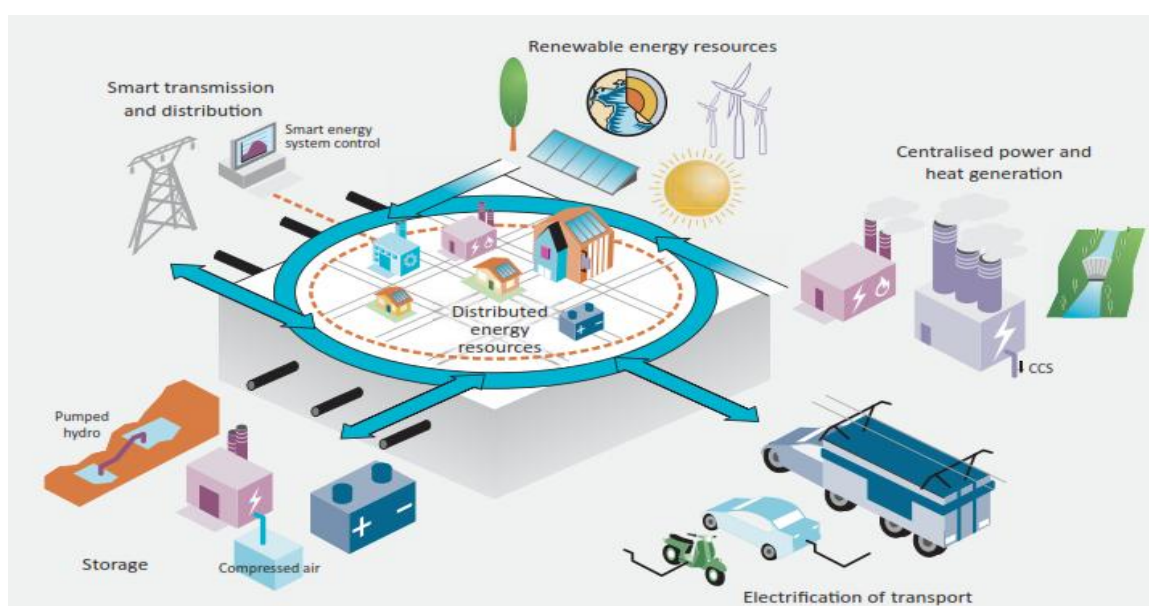 Renewable energy resources
Smart transmission
and distribution
Smart energy
system control
Centralised power and
heat generation
Distributed
energy
resources
CCS
Pumped
hydro
Storage
Compressed air
Electrification of transport